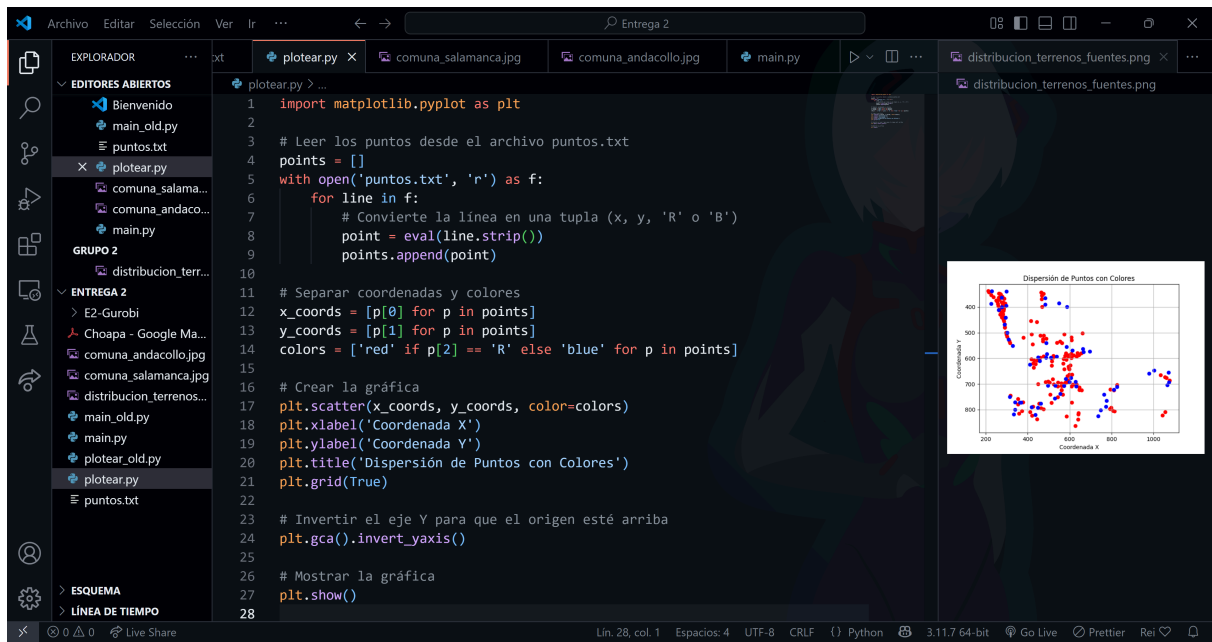 Archivo Editar Selección Ver Ir ···
Entrega 2
EXPLORADOR ···
xt
plotear.py
comuna_salamanca.jpg
comuna_andacollo.jpg
main.py
distribucion_terrenos_fuentes.png
EDITORES ABIERTOS
Bienvenido
main_old.py
puntos.txt
plotear.py
comuna_salama...
comuna_andaco...
main.py
GRUPO 2
distribucion_terr...
ENTREGA 2
E2-Gurobi
Choapa - Google Ma...
comuna_andacollo.jpg
comuna_salamanca.jpg
distribucion_terrenos...
main_old.py
main.py
plotear_old.py
plotear.py
puntos.txt
ESQUEMA
LÍNEA DE TIEMPO
plotear.py > ...
1 import matplotlib.pyplot as plt
2
3 # Leer los puntos desde el archivo puntos.txt
4 points = []
5 with open('puntos.txt', 'r') as f:
6     for line in f:
7         # Convierte la línea en una tupla (x, y, 'R' o 'B')
8         point = eval(line.strip())
9         points.append(point)
10
11 # Separar coordenadas y colores
12 x_coords = [p[0] for p in points]
13 y_coords = [p[1] for p in points]
14 colors = ['red' if p[2] == 'R' else 'blue' for p in points]
15
16 # Crear la gráfica
17 plt.scatter(x_coords, y_coords, color=colors)
18 plt.xlabel('Coordenada X')
19 plt.ylabel('Coordenada Y')
20 plt.title('Dispersión de Puntos con Colores')
21 plt.grid(True)
22
23 # Invertir el eje Y para que el origen esté arriba
24 plt.gca().invert_yaxis()
25
26 # Mostrar la gráfica
27 plt.show()
28
distribucion_terrenos_fuentes.png
Dispersión de Puntos con Colores
Coordenada Y
400
500
600
700
800
200 400 600 800 1000
Coordenada X
0 0 0 Live Share
Lín. 28, col. 1 Espacios: 4 UTF-8 CRLF {} Python 3.11.7 64-bit Go Live Prettier Rei